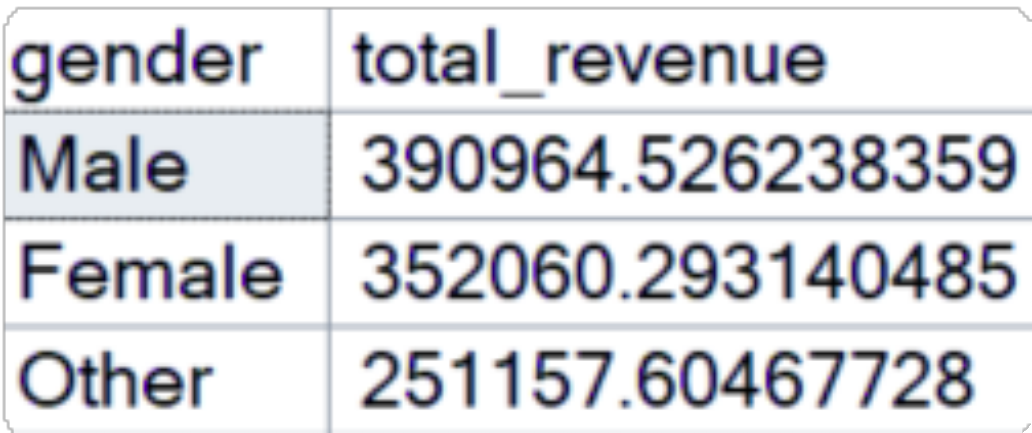 gender total_revenue
Male 390964.526238359
Female 352060.293140485
Other 251157.60467728